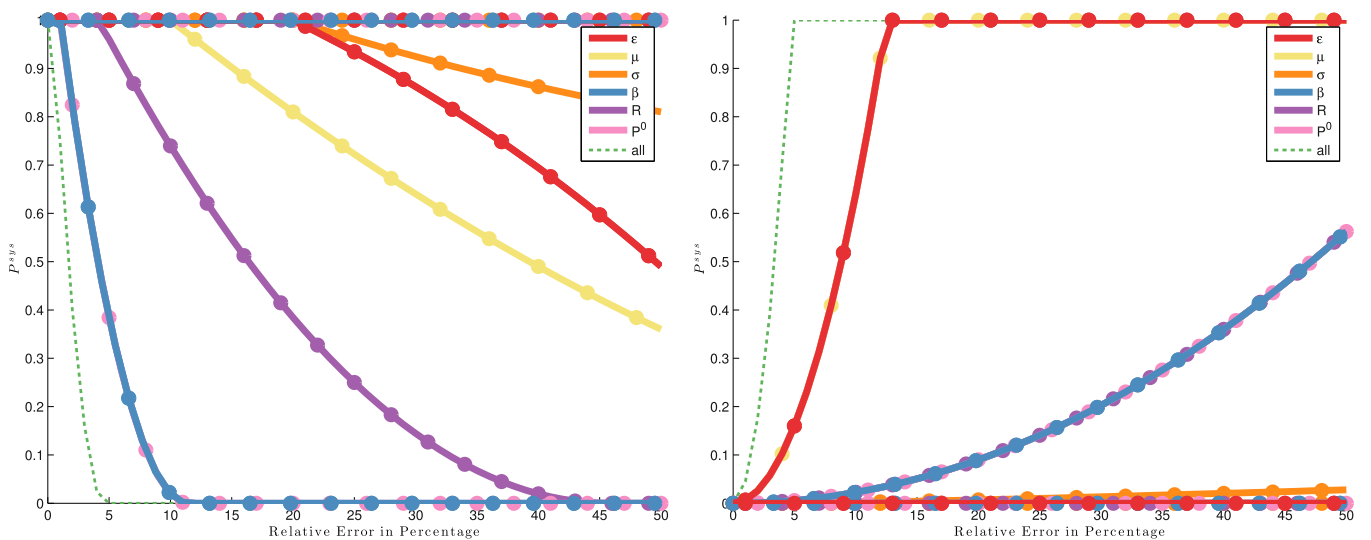 1
0.9
0.8
0.7
0.6
0.5
0.4
0.3
0.2
0.1
0
P^sys
0 5 10 15 20 25 30 35 40 45 50
Relative Error in Percentage
ε
μ
σ
β
R
P^0
all
1
0.9
0.8
0.7
0.6
0.5
0.4
0.3
0.2
0.1
0
P^sys
0 5 10 15 20 25 30 35 40 45 50
Relative Error in Percentage
ε
μ
σ
β
R
P^0
all